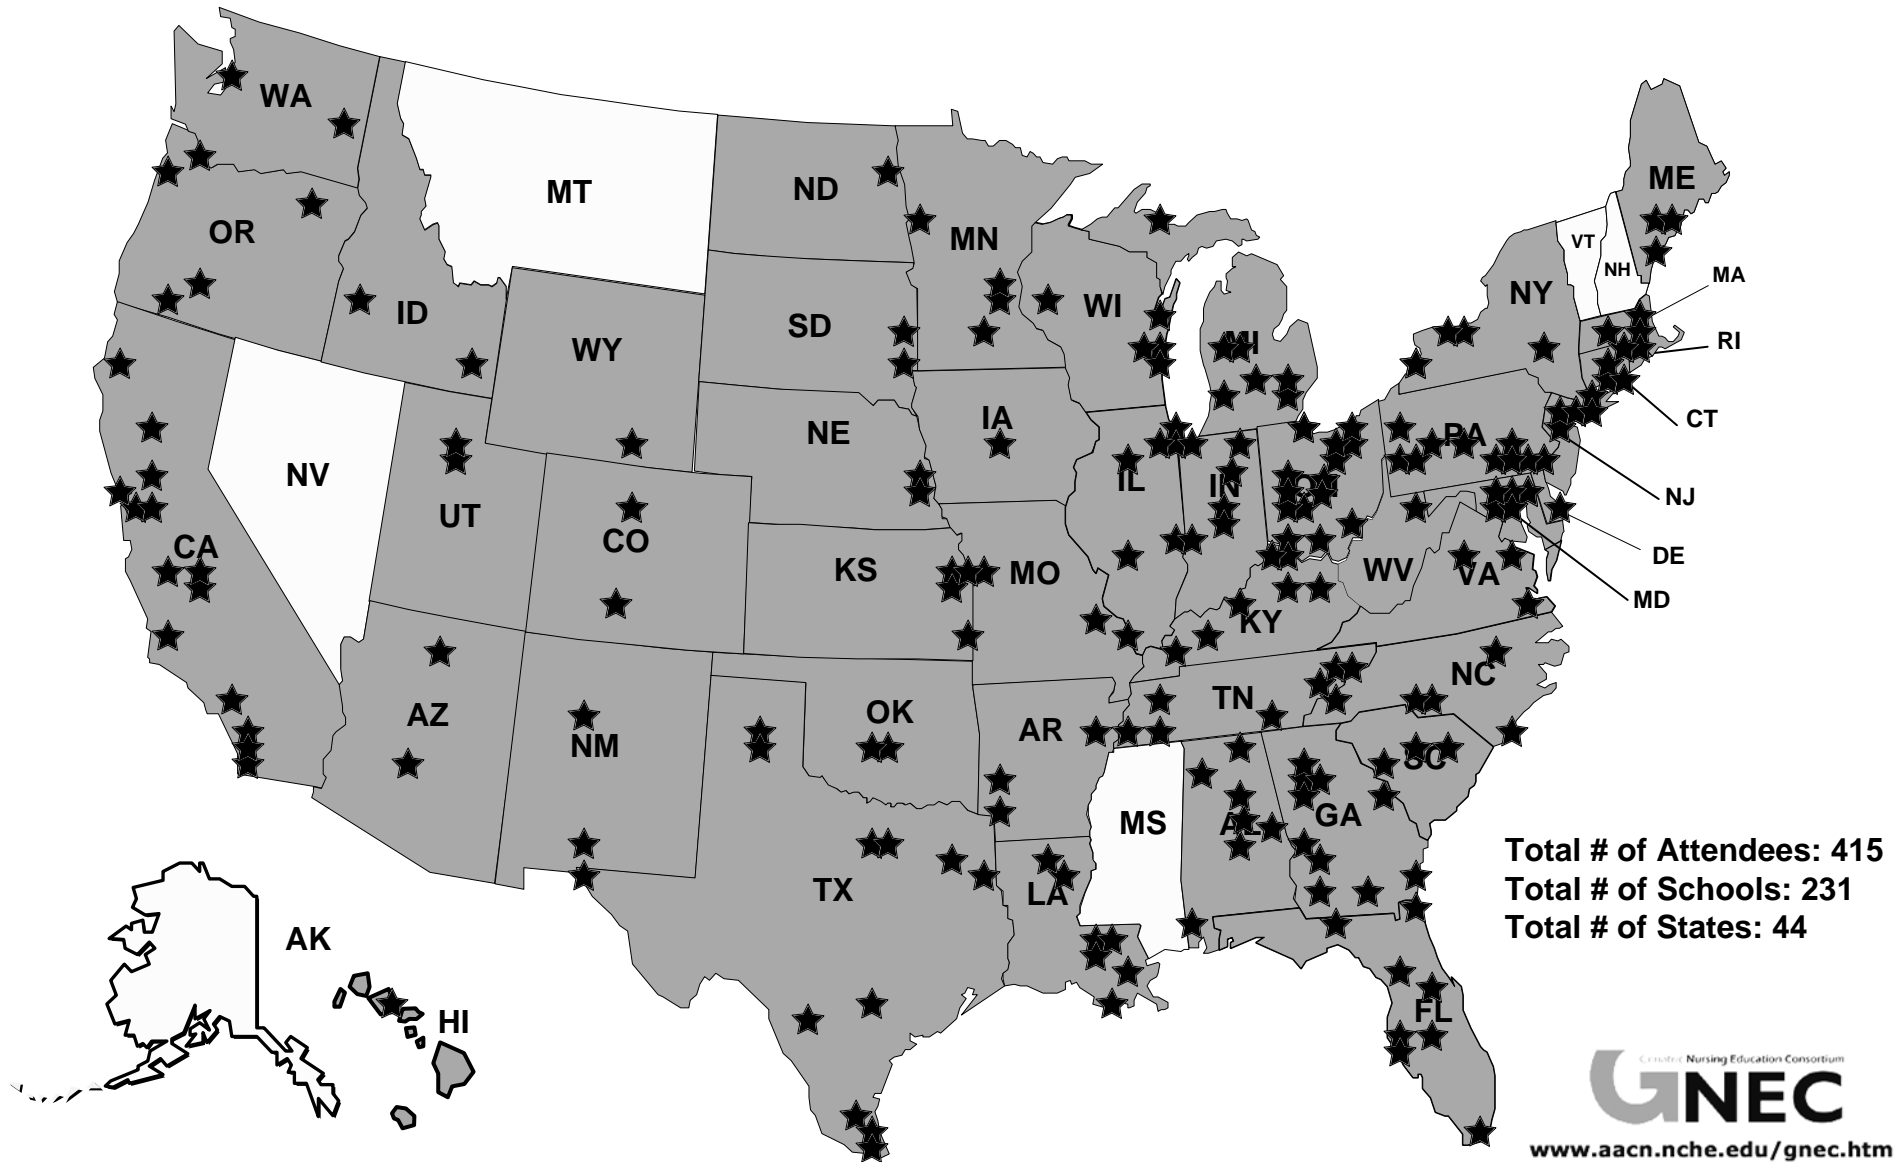 WA
MT
ND
ME
OR
MN
VT
NH
MA
ID
SD
WI
NY
MI
RI
WY
IA
NE
PA
CT
NV
IL
IN
OH
NJ
UT
CO
CA
KS
MO
WV
VA
DE
MD
KY
AZ
NM
OK
AR
TN
NC
SC
MS
AL
GA
TX
LA
Total # of Attendees: 415
Total # of Schools: 231
Total # of States: 44
AK
HI
FL
Geriatric Nursing Education Consortium
GNEC
www.aacn.nche.edu/gnec.htm